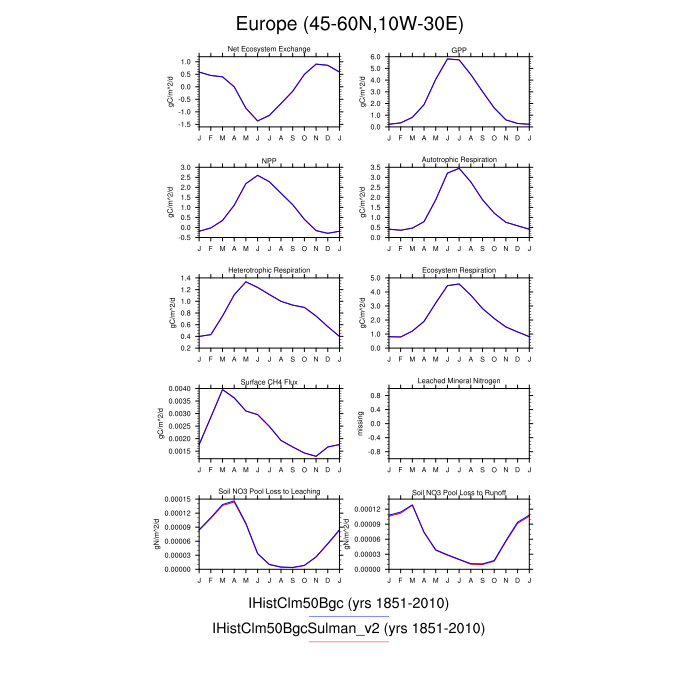 Europe (45-60N,10W-30E)
Net Ecosystem Exchange
gC/m^2/d
1.0
0.5
0.0
-0.5
-1.0
-1.5
J F M A M J J A S O N D J
GPP
gC/m^2/d
6.0
5.0
4.0
3.0
2.0
1.0
0.0
J F M A M J J A S O N D J
NPP
gC/m^2/d
3.0
2.5
2.0
1.5
1.0
0.5
0.0
-0.5
J F M A M J J A S O N D J
Autotrophic Respiration
gC/m^2/d
3.5
3.0
2.5
2.0
1.5
1.0
0.5
0.0
J F M A M J J A S O N D J
Heterotrophic Respiration
gC/m^2/d
1.4
1.2
1.0
0.8
0.6
0.4
0.2
J F M A M J J A S O N D J
Ecosystem Respiration
gC/m^2/d
5.0
4.0
3.0
2.0
1.0
0.0
J F M A M J J A S O N D J
Surface CH4 Flux
gC/m^2/d
0.0040
0.0035
0.0030
0.0025
0.0020
0.0015
J F M A M J J A S O N D J
Leached Mineral Nitrogen
missing
0.8
0.4
-0.0
-0.4
-0.8
J F M A M J J A S O N D J
Soil NO3 Pool Loss to Leaching
gN/m^2/d
0.00015
0.00012
0.00009
0.00006
0.00003
0.00000
J F M A M J J A S O N D J
Soil NO3 Pool Loss to Runoff
gN/m^2/d
0.00012
0.00009
0.00006
0.00003
0.00000
J F M A M J J A S O N D J
IHistClm50Bgc (yrs 1851-2010)
IHistClm50BgcSulman_v2 (yrs 1851-2010)